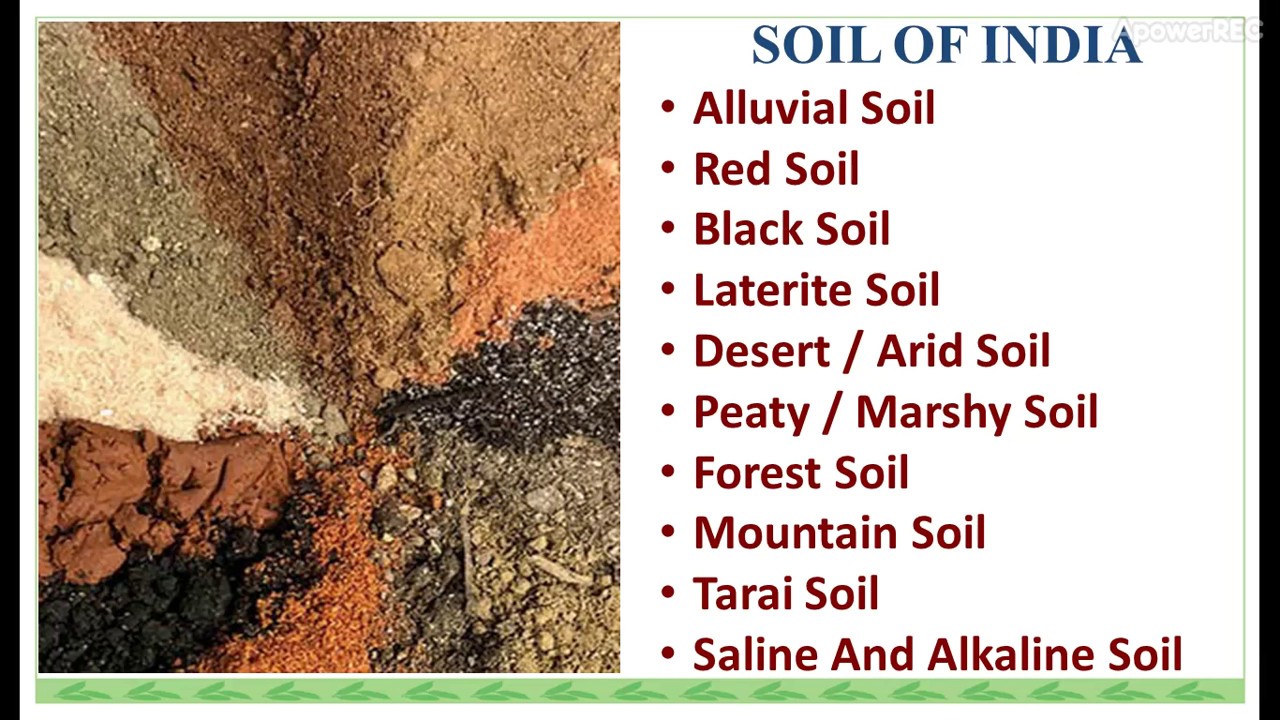 ApowerREC
SOIL OF INDIA
• Alluvial Soil
• Red Soil
• Black Soil
• Laterite Soil
• Desert / Arid Soil
• Peaty / Marshy Soil
• Forest Soil
• Mountain Soil
• Tarai Soil
• Saline And Alkaline Soil